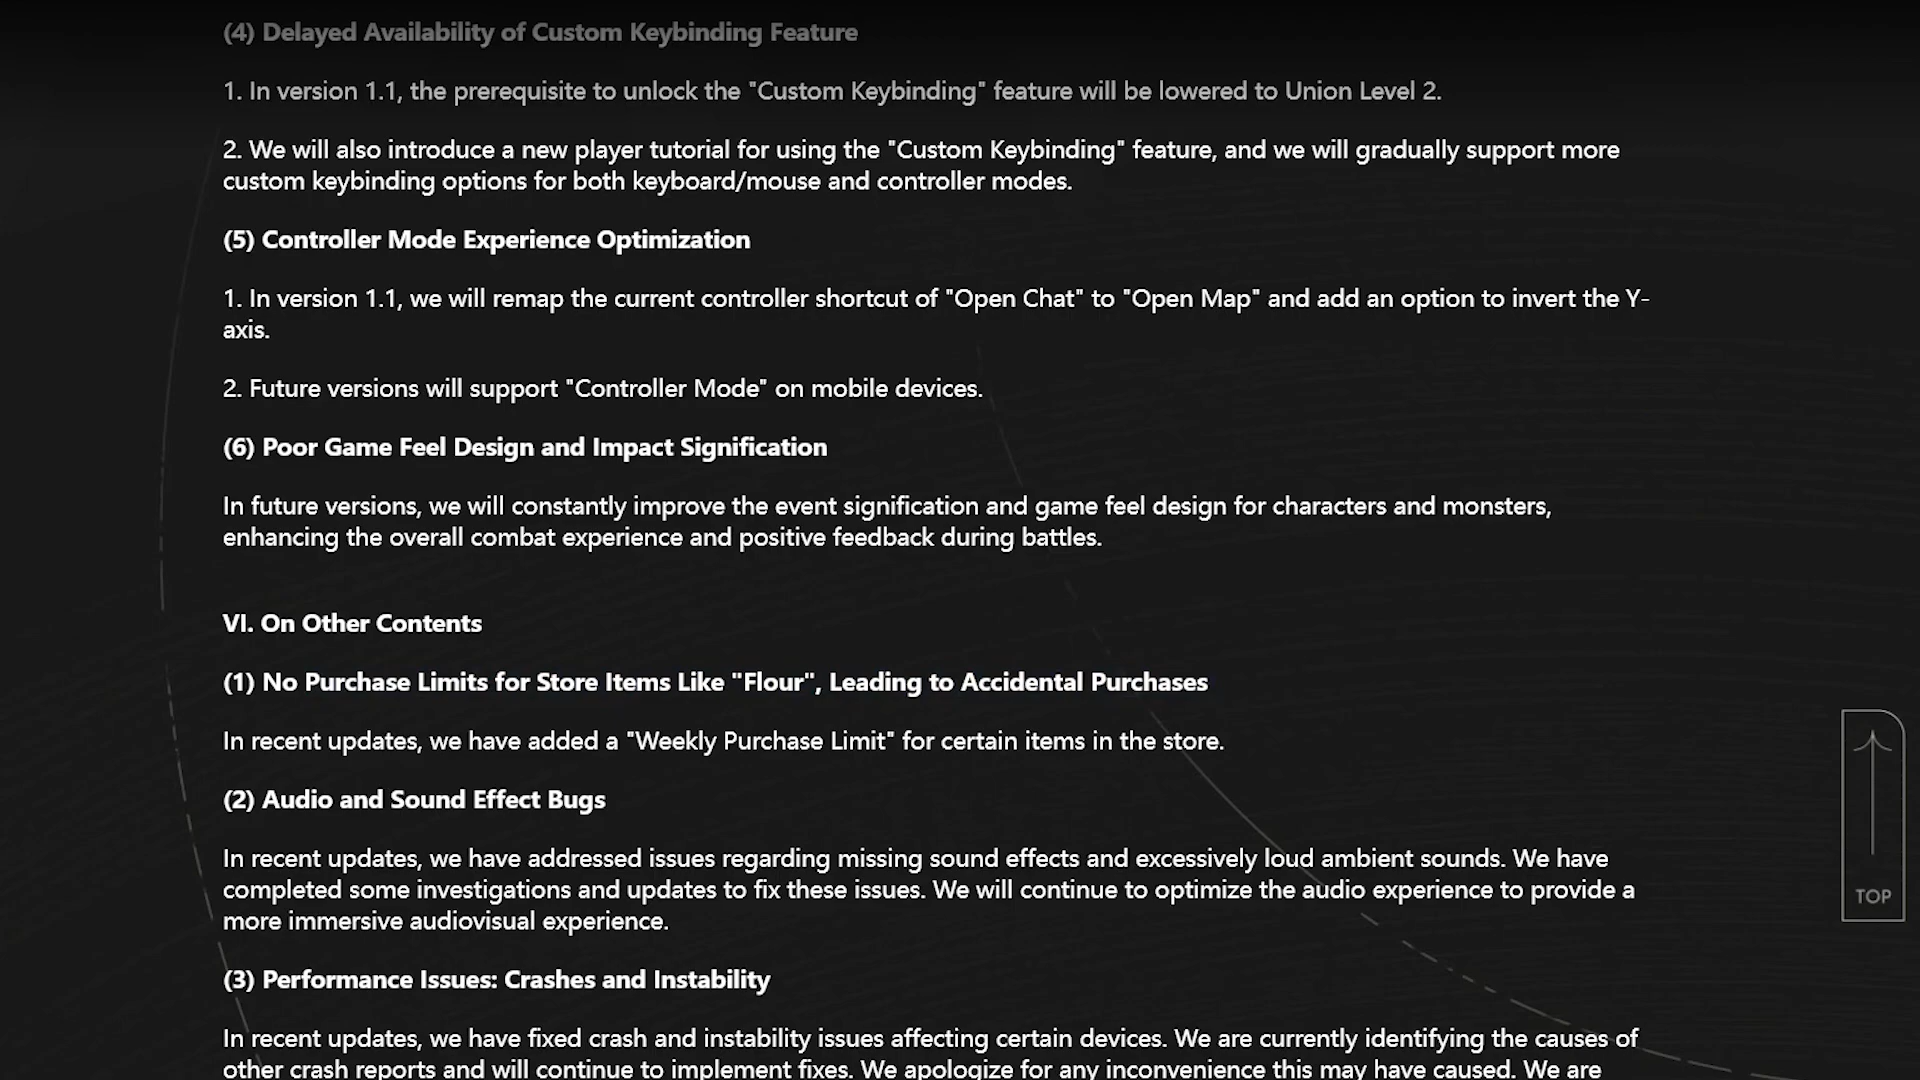 (4) Delayed Availability of Custom Keybinding Feature
1. In version 1.1, the prerequisite to unlock the "Custom Keybinding" feature will be lowered to Union Level 2.
2. We will also introduce a new player tutorial for using the "Custom Keybinding" feature, and we will gradually support more
custom keybinding options for both keyboard/mouse and controller modes.
(5) Controller Mode Experience Optimization
1. In version 1.1, we will remap the current controller shortcut of "Open Chat" to "Open Map" and add an option to invert the Y-
axis.
2. Future versions will support "Controller Mode" on mobile devices.
(6) Poor Game Feel Design and Impact Signification
In future versions, we will constantly improve the event signification and game feel design for characters and monsters,
enhancing the overall combat experience and positive feedback during battles.
VI. On Other Contents
(1) No Purchase Limits for Store Items Like "Flour", Leading to Accidental Purchases
In recent updates, we have added a "Weekly Purchase Limit" for certain items in the store.
(2) Audio and Sound Effect Bugs
In recent updates, we have addressed issues regarding missing sound effects and excessively loud ambient sounds. We have
completed some investigations and updates to fix these issues. We will continue to optimize the audio experience to provide a
more immersive audiovisual experience.
(3) Performance Issues: Crashes and Instability
In recent updates, we have fixed crash and instability issues affecting certain devices. We are currently identifying the causes of
other crash reports and will continue to implement fixes. We apologize for any inconvenience this may have caused. We are
TOP